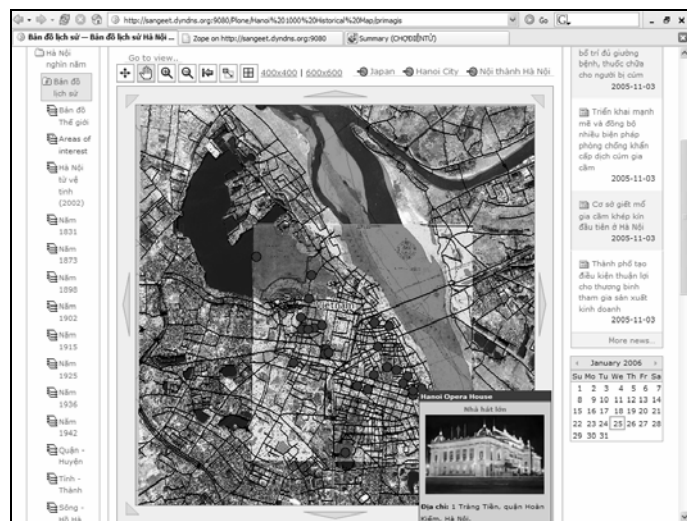 http://sangeet.dyndns.org:9080/Plone/Hanoi%201000%20Historical%20Map/primagis
Go
Bản đồ lịch sử — Bản đồ lịch sử Hà Nội ...
Zope on http://sangeet.dyndns.org:9080
Summary (CHỢĐIỆNTỬ)
Hà Nội
nghìn năm
Bản đồ
lịch sử
Bản đồ
Thế giới
Areas of
interest
Hà Nội
từ vệ
tinh
(2002)
Năm
1831
Năm
1873
Năm
1898
Năm
1902
Năm
1915
Năm
1925
Năm
1936
Năm
1942
Quận -
Huyện
Tỉnh -
Thành
Sông -
Go to view..
400x400 | 600x600
Japan
Hanoi City
Nội thành Hà Nội
Hanoi Opera House
Nhà hát lớn
Địa chỉ: 1 Tràng Tiền, quận Hoàn
Kiếm, Hà Nội.
bố trí đủ giường
bệnh, thuốc chữa
cho người bị cúm
2005-11-03
Triển khai mạnh
mẽ và đồng bộ
nhiều biện pháp
phòng chống khẩn
cấp dịch cúm gia
cầm
2005-11-03
Cơ sở giết mổ
gia cầm khép kín
đầu tiên ở Hà Nội
2005-11-03
Thành phố tạo
điều kiện thuận lợi
cho thương binh
tham gia sản xuất
kinh doanh
2005-11-03
More news...
January 2006
Su Mo Tu We Th Fr Sa
1 2 3 4 5 6 7
8 9 10 11 12 13 14
15 16 17 18 19 20 21
22 23 24 25 26 27 28
29 30 31